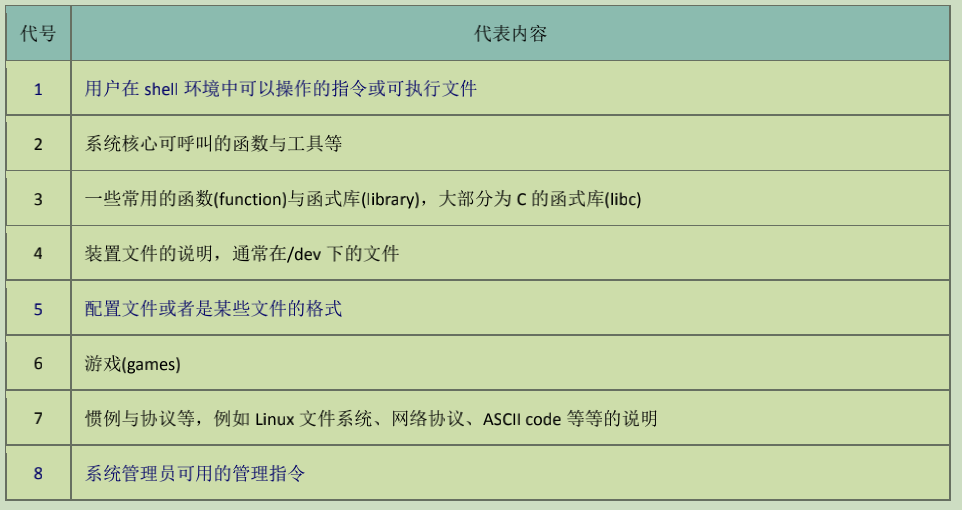 代号 代表内容
1 用户在 shell 环境中可以操作的指令或可执行文件
2 系统核心可呼叫的函数与工具等
3 一些常用的函数(function)与函式库(library)，大部分为 C 的函式库(libc)
4 装置文件的说明，通常在/dev 下的文件
5 配置文件或者是某些文件的格式
6 游戏(games)
7 惯例与协议等，例如 Linux 文件系统、网络协议、ASCII code 等等的说明
8 系统管理员可用的管理指令